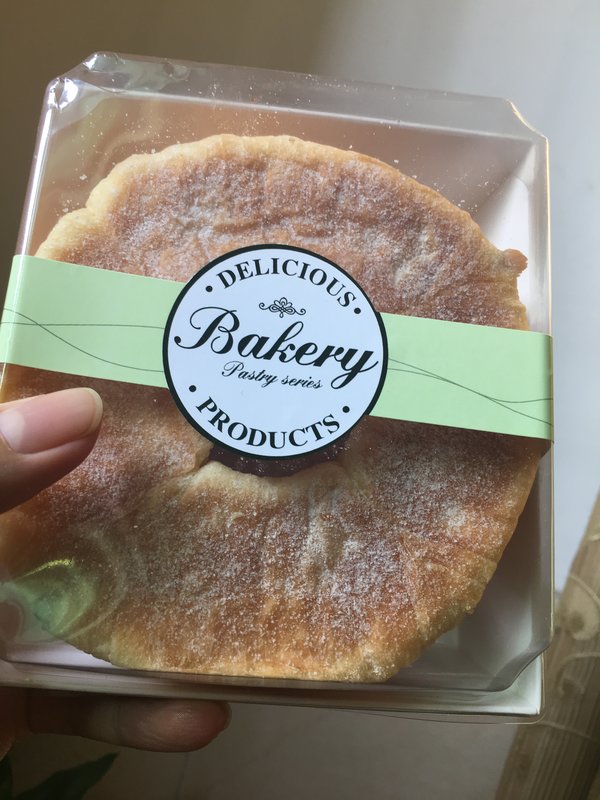 DELICIOUS
Bakery
Pastry series
PRODUCTS